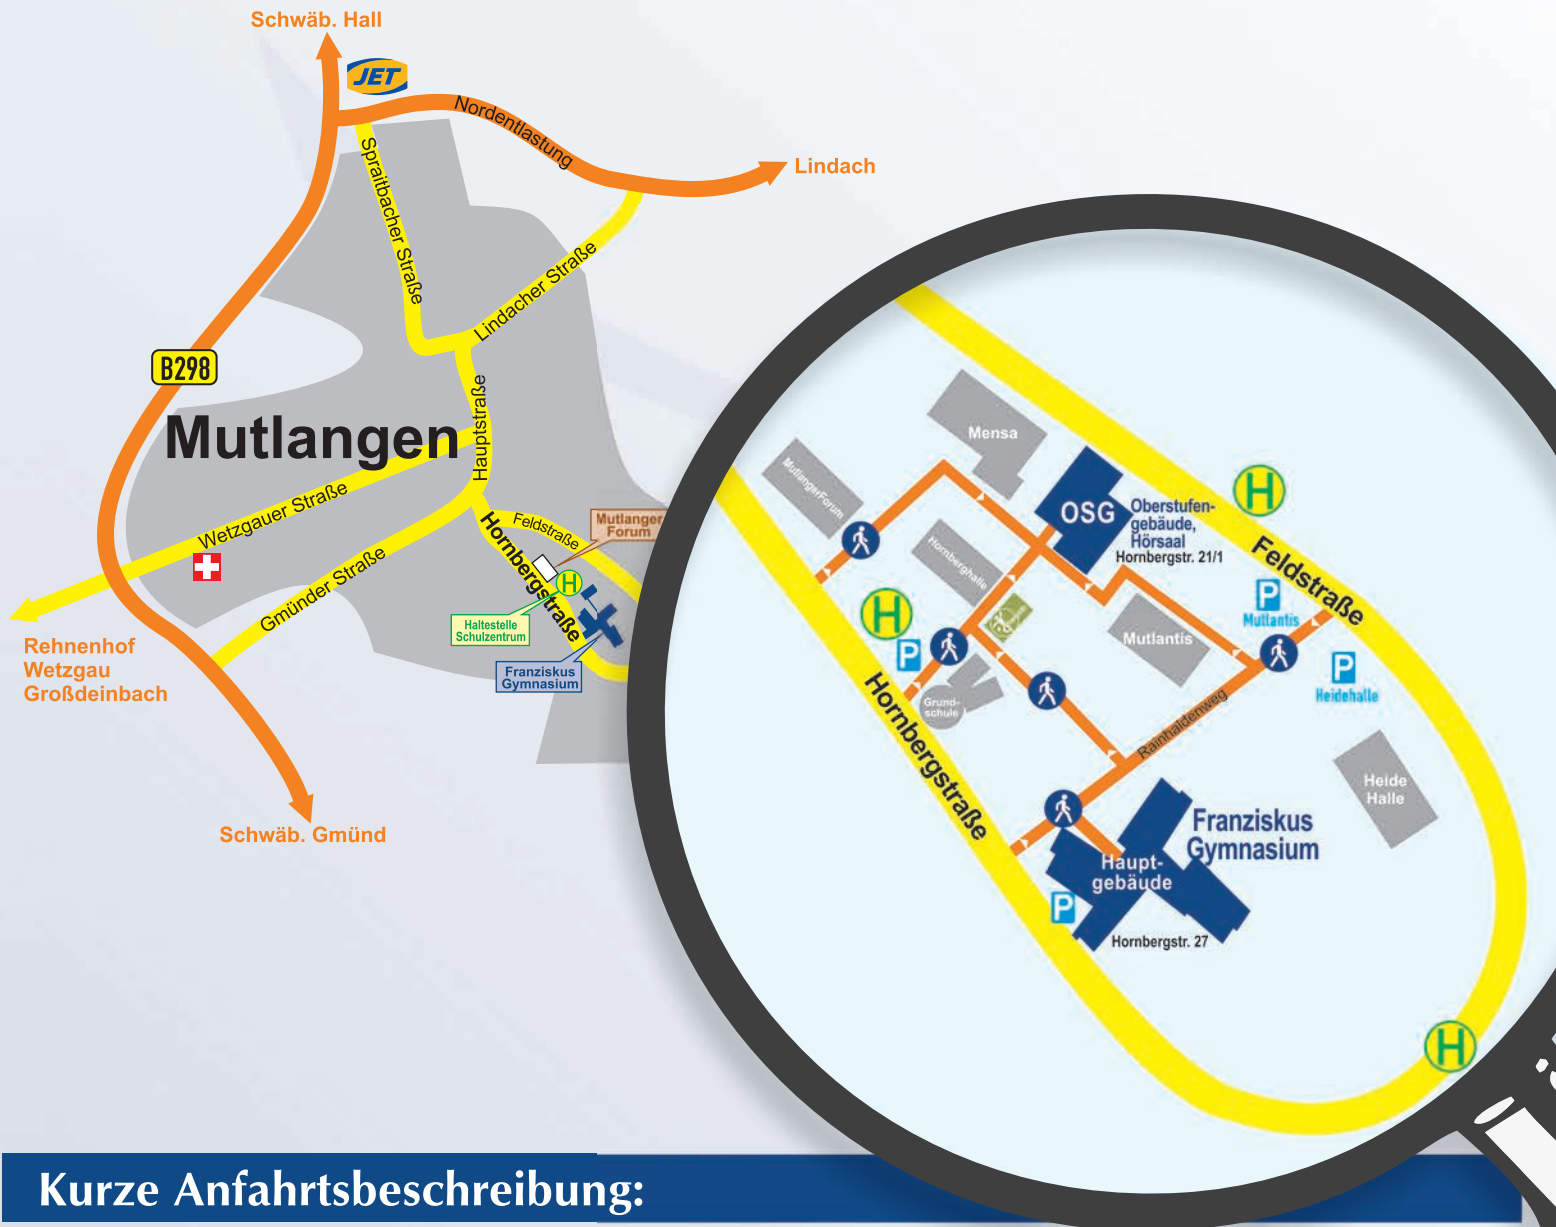 Schwäb. Hall
JET
Nordentlastung
Lindach
Spraitbacher Straße
Lindacher Straße
B298
Mutlangen
Hauptstraße
Wetzgauer Straße
Gmünder Straße
Hornbergstraße
Feldstraße
Mutlanger
Forum
H
Haltestelle
Schulzentrum
Franziskus
Gymnasium
Rehnenhof
Wetzgau
Großdeinbach
Schwäb. Gmünd
Mensa
MutlangerForum
OSG
Oberstufen-
gebäude,
Hörsaal
Hornbergstr. 21/1
H
Feldstraße
Hornberghalle
H
P
P
Mutlantis
Mutlantis
P
Heidehalle
Grund-
schule
Hornbergstraße
Rainhaldenweg
Heide
Halle
Franziskus
Gymnasium
Haupt-
gebäude
P
Hornbergstr. 27
H
Kurze Anfahrtsbeschreibung: